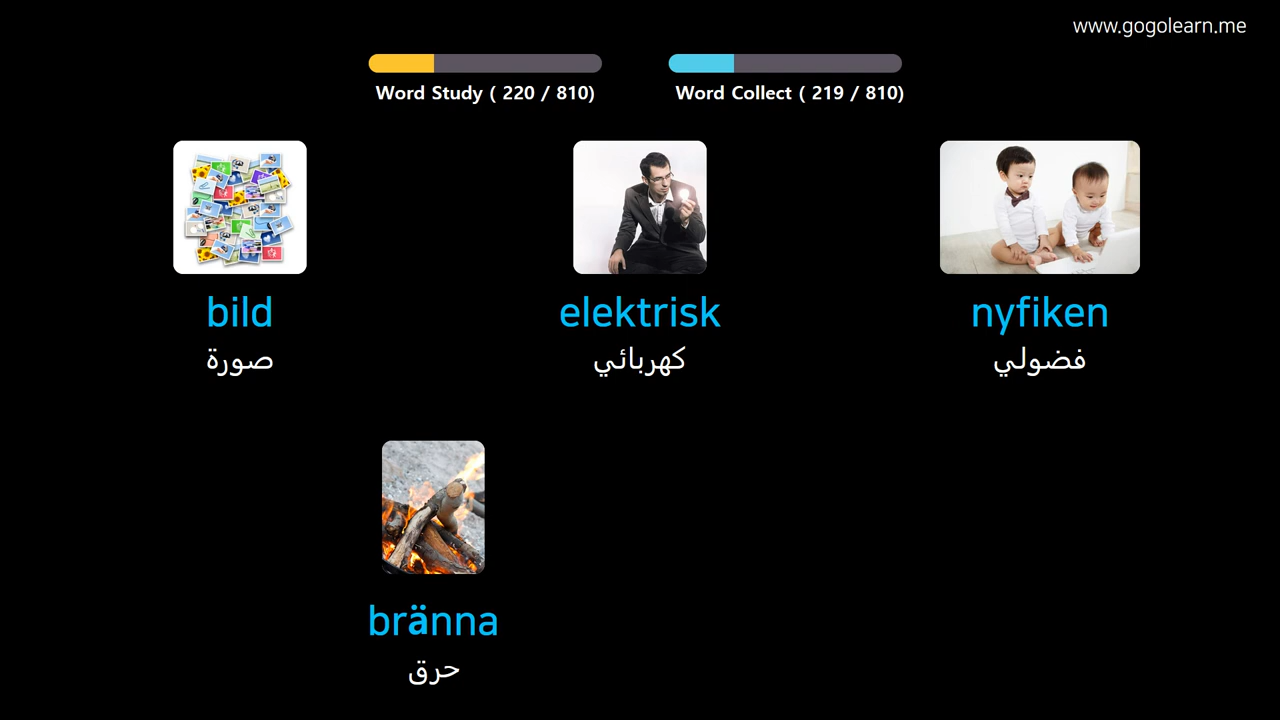 www.gogolearn.me
Word Study ( 220 / 810)
Word Collect ( 219 / 810)
bild
صورة
elektrisk
كهربائي
nyfiken
فضولي
bränna
حرق